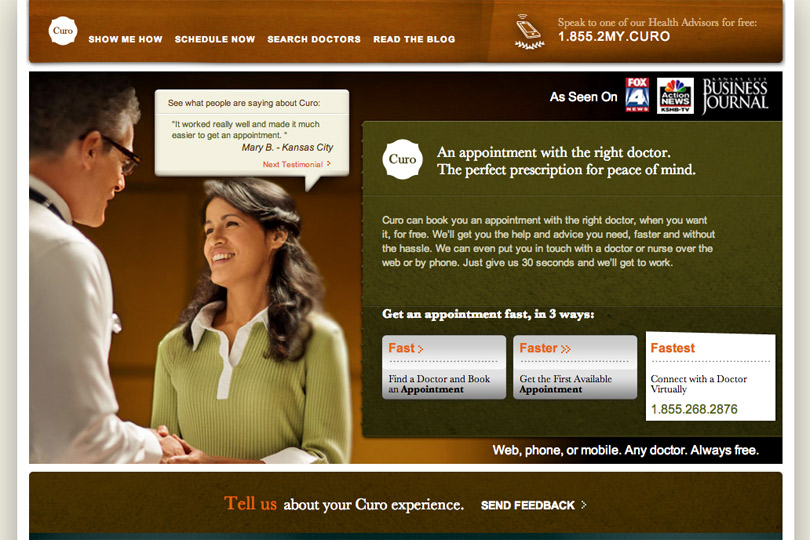 Curo
SHOW ME HOW SCHEDULE NOW SEARCH DOCTORS READ THE BLOG
Speak to one of our Health Advisors for free:
1.855.2MY.CURO
See what people are saying about Curo:
"It worked really well and made it much
easier to get an appointment. "
Mary B. - Kansas City
Next Testimonial
As Seen On
FOX
4
NEWS
Action
NEWS
KSHB-TV
KANSAS CITY
BUSINESS
JOURNAL
Curo
An appointment with the right doctor.
The perfect prescription for peace of mind.
Curo can book you an appointment with the right doctor, when you want
it, for free. We'll get you the help and advice you need, faster and without
the hassle. We can even put you in touch with a doctor or nurse over the
web or by phone. Just give us 30 seconds and we'll get to work.
Get an appointment fast, in 3 ways:
Fast
Find a Doctor and Book
an Appointment
Faster
Get the First Available
Appointment
Fastest
Connect with a Doctor
Virtually
1.855.268.2876
Web, phone, or mobile. Any doctor. Always free.
Tell us about your Curo experience. SEND FEEDBACK